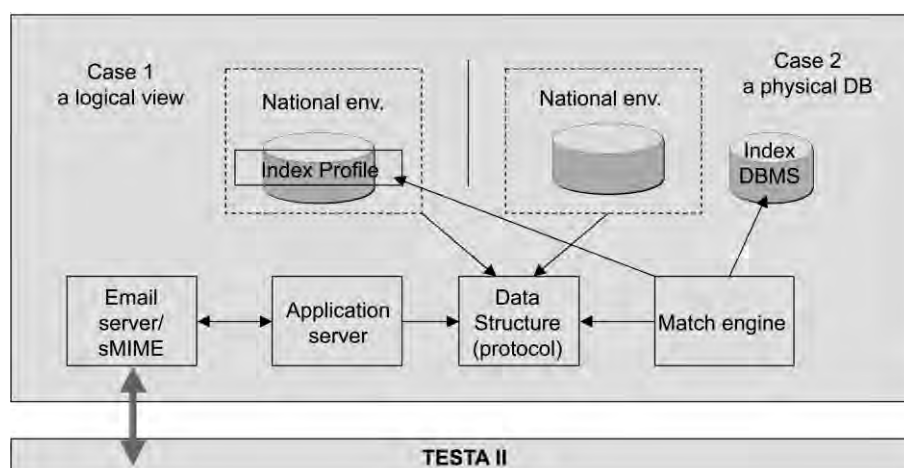 Case 1
a logical view
National env.
Index Profile
National env.
Case 2
a physical DB
Index
DBMS
Email
server/
sMIME
Application
server
Data
Structure
(protocol)
Match engine
TESTA II